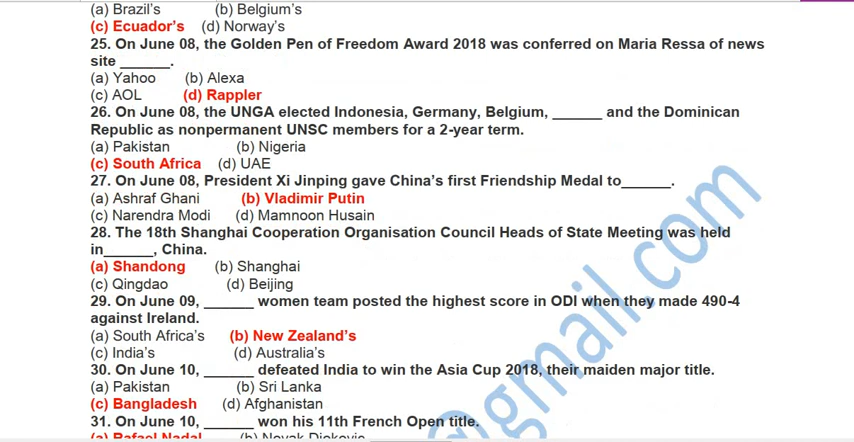 (a) Brazil's (b) Belgium's
(c) Ecuador's (d) Norway's
25. On June 08, the Golden Pen of Freedom Award 2018 was conferred on Maria Ressa of news
site ______.
(a) Yahoo (b) Alexa
(c) AOL (d) Rappler
26. On June 08, the UNGA elected Indonesia, Germany, Belgium, ______ and the Dominican
Republic as nonpermanent UNSC members for a 2-year term.
(a) Pakistan (b) Nigeria
(c) South Africa (d) UAE
27. On June 08, President Xi Jinping gave China's first Friendship Medal to______.
(a) Ashraf Ghani (b) Vladimir Putin
(c) Narendra Modi (d) Mamnoon Husain
28. The 18th Shanghai Cooperation Organisation Council Heads of State Meeting was held
in______, China.
(a) Shandong (b) Shanghai
(c) Qingdao (d) Beijing
29. On June 09, ______ women team posted the highest score in ODI when they made 490-4
against Ireland.
(a) South Africa's (b) New Zealand's
(c) India's (d) Australia's
30. On June 10, ______ defeated India to win the Asia Cup 2018, their maiden major title.
(a) Pakistan (b) Sri Lanka
(c) Bangladesh (d) Afghanistan
31. On June 10, ______ won his 11th French Open title.
(a) Rafael Nadal (b) Novak Djokovic
@gmail.com